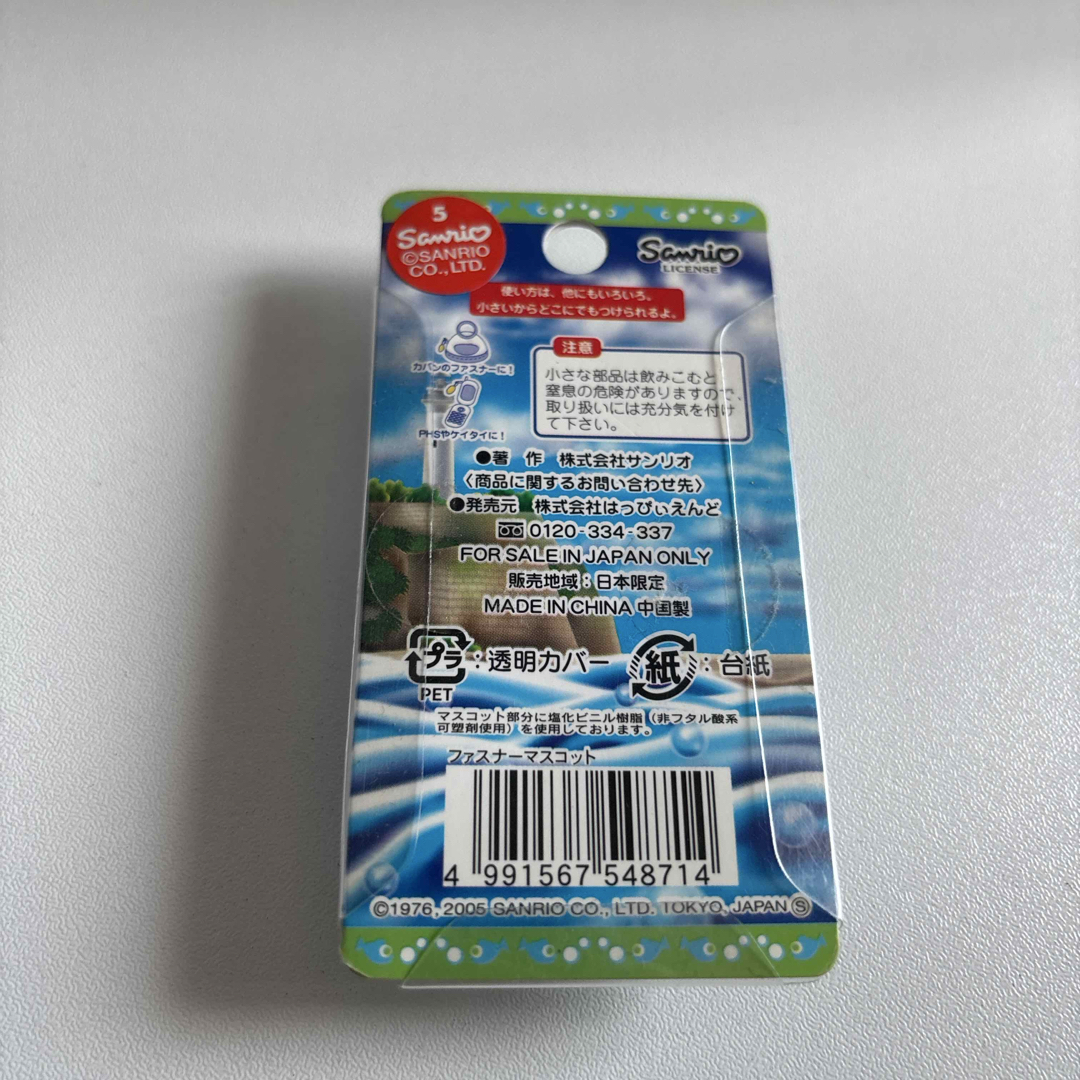 5
Sanrio
©SANRIO
CO.,LTD.
Sanrio
LICENSE
使い方は、他にもいろいろ。
小さいからどこにでもつけられるよ。
カバンのファスナーに!
PHSやケイタイに!
注意
小さな部品は飲みこむと
窒息の危険がありますので、
取り扱いには充分気を付け
て下さい。
●著 作 株式会社サンリオ
〈商品に関するお問い合わせ先〉
●発売元 株式会社はっぴぃえんど
0120-334-337
FOR SALE IN JAPAN ONLY
販売地域:日本限定
MADE IN CHINA 中国製
プラ:透明カバー 紙:台紙
PET
マスコット部分に塩化ビニル樹脂(非フタル酸系
可塑剤使用)を使用しております。
ファスナーマスコット
4 991567 548714
©1976, 2005 SANRIO CO., LTD. TOKYO, JAPAN Ⓢ